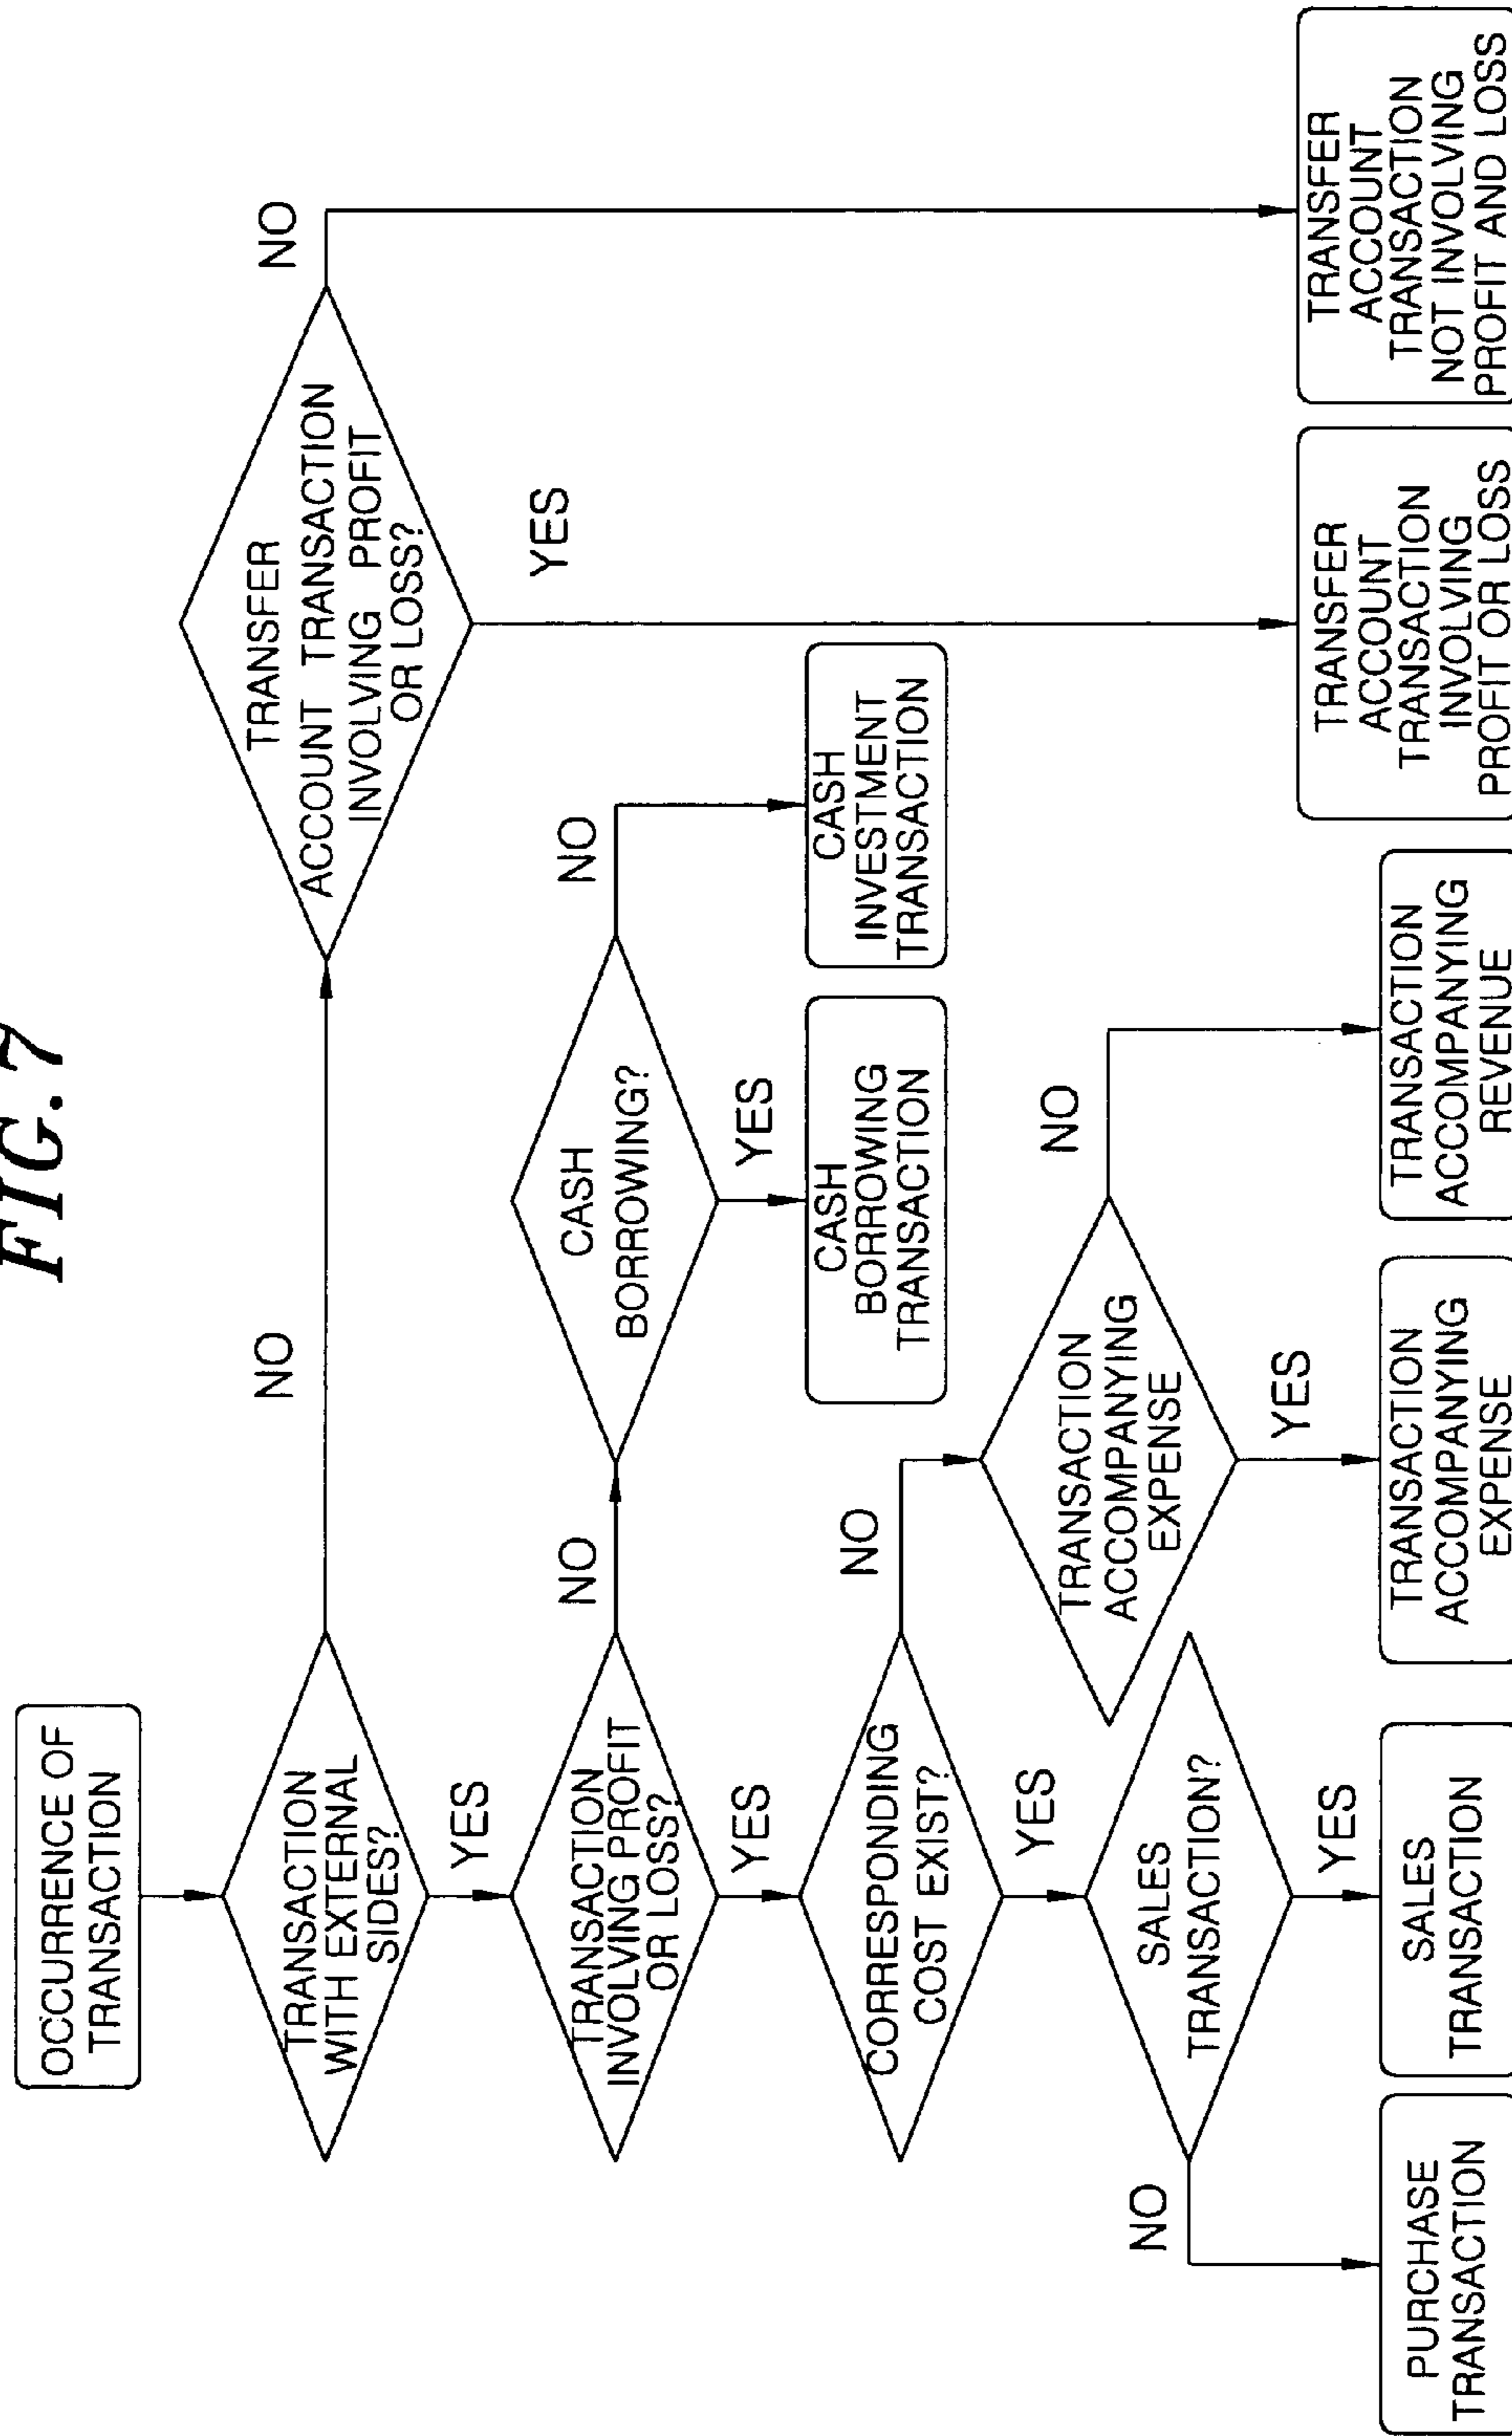 FIG. 7
OCCURRENCE OF
TRANSACTION
TRANSACTION
WITH EXTERNAL
SIDES?
NO
YES
TRANSFER
ACCOUNT TRANSACTION
INVOLVING PROFIT
OR LOSS?
NO
YES
TRANSACTION
INVOLVING PROFIT
OR LOSS?
NO
YES
CASH
BORROWING?
NO
YES
CASH
BORROWING
TRANSACTION
CASH
INVESTMENT
TRANSACTION
CORRESPONDING
COST EXIST?
NO
YES
TRANSACTION
ACCOMPANYING
EXPENSE
NO
YES
SALES
TRANSACTION?
NO
YES
PURCHASE
TRANSACTION
SALES
TRANSACTION
TRANSACTION
ACCOMPANYING
EXPENSE
TRANSACTION
ACCOMPANYING
REVENUE
TRANSFER
ACCOUNT
TRANSACTION
INVOLVING
PROFIT OR LOSS
TRANSFER
ACCOUNT
TRANSACTION
NOT INVOLVING
PROFIT AND LOSS